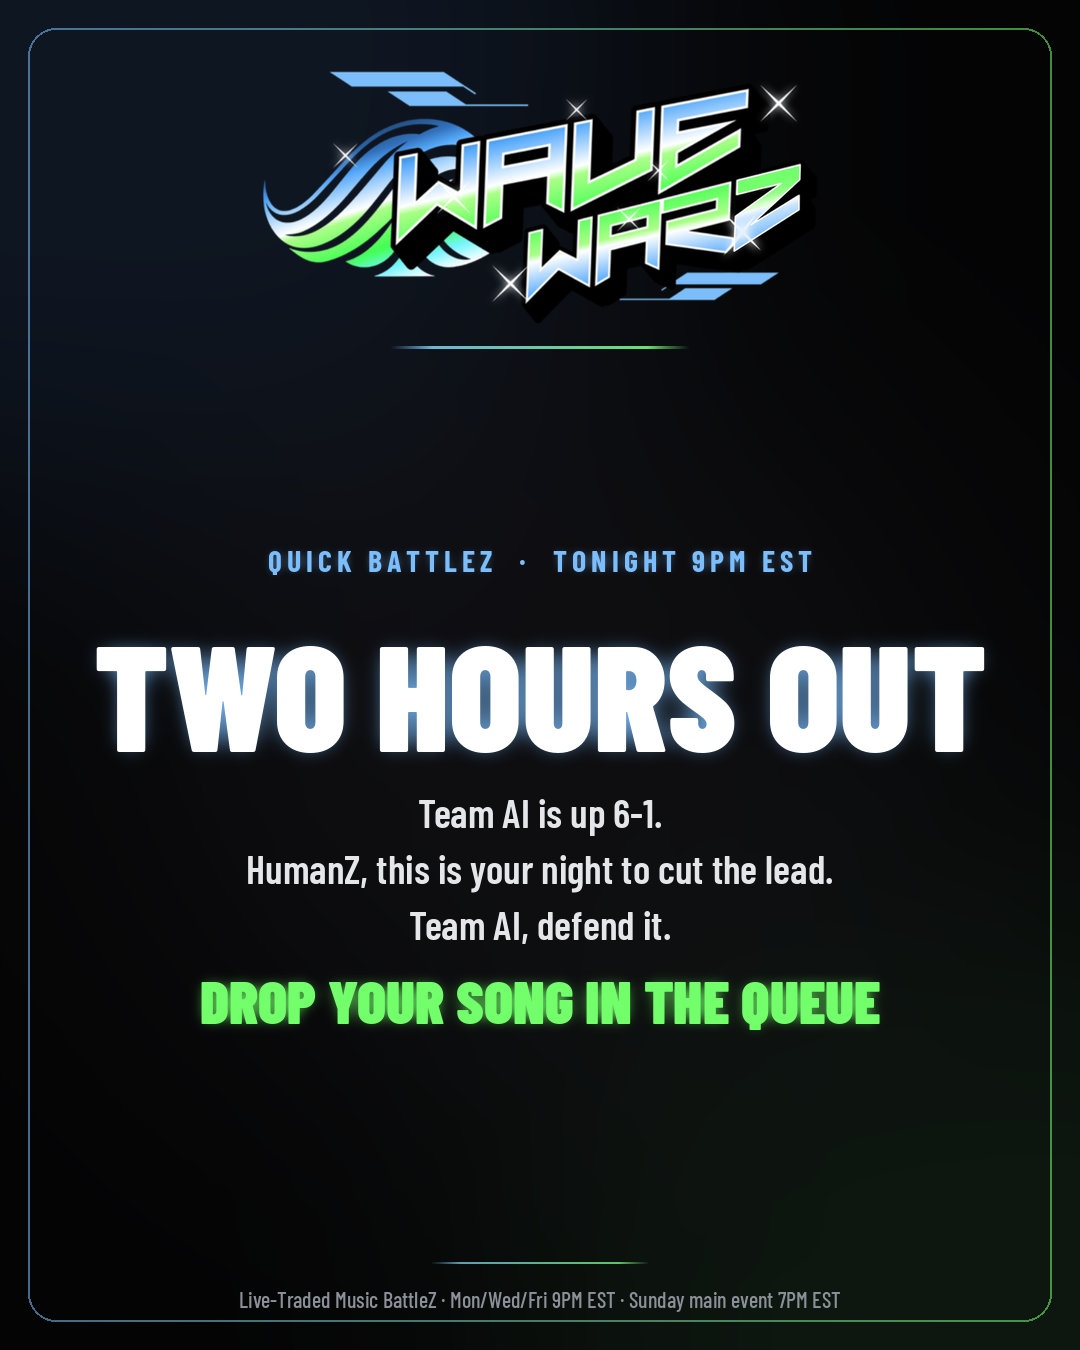 WAVE
WARZ
QUICK BATTLEZ · TONIGHT 9PM EST
TWO HOURS OUT
Team AI is up 6-1.
HumanZ, this is your night to cut the lead.
Team AI, defend it.
DROP YOUR SONG IN THE QUEUE
Live-Traded Music BattleZ · Mon/Wed/Fri 9PM EST · Sunday main event 7PM EST